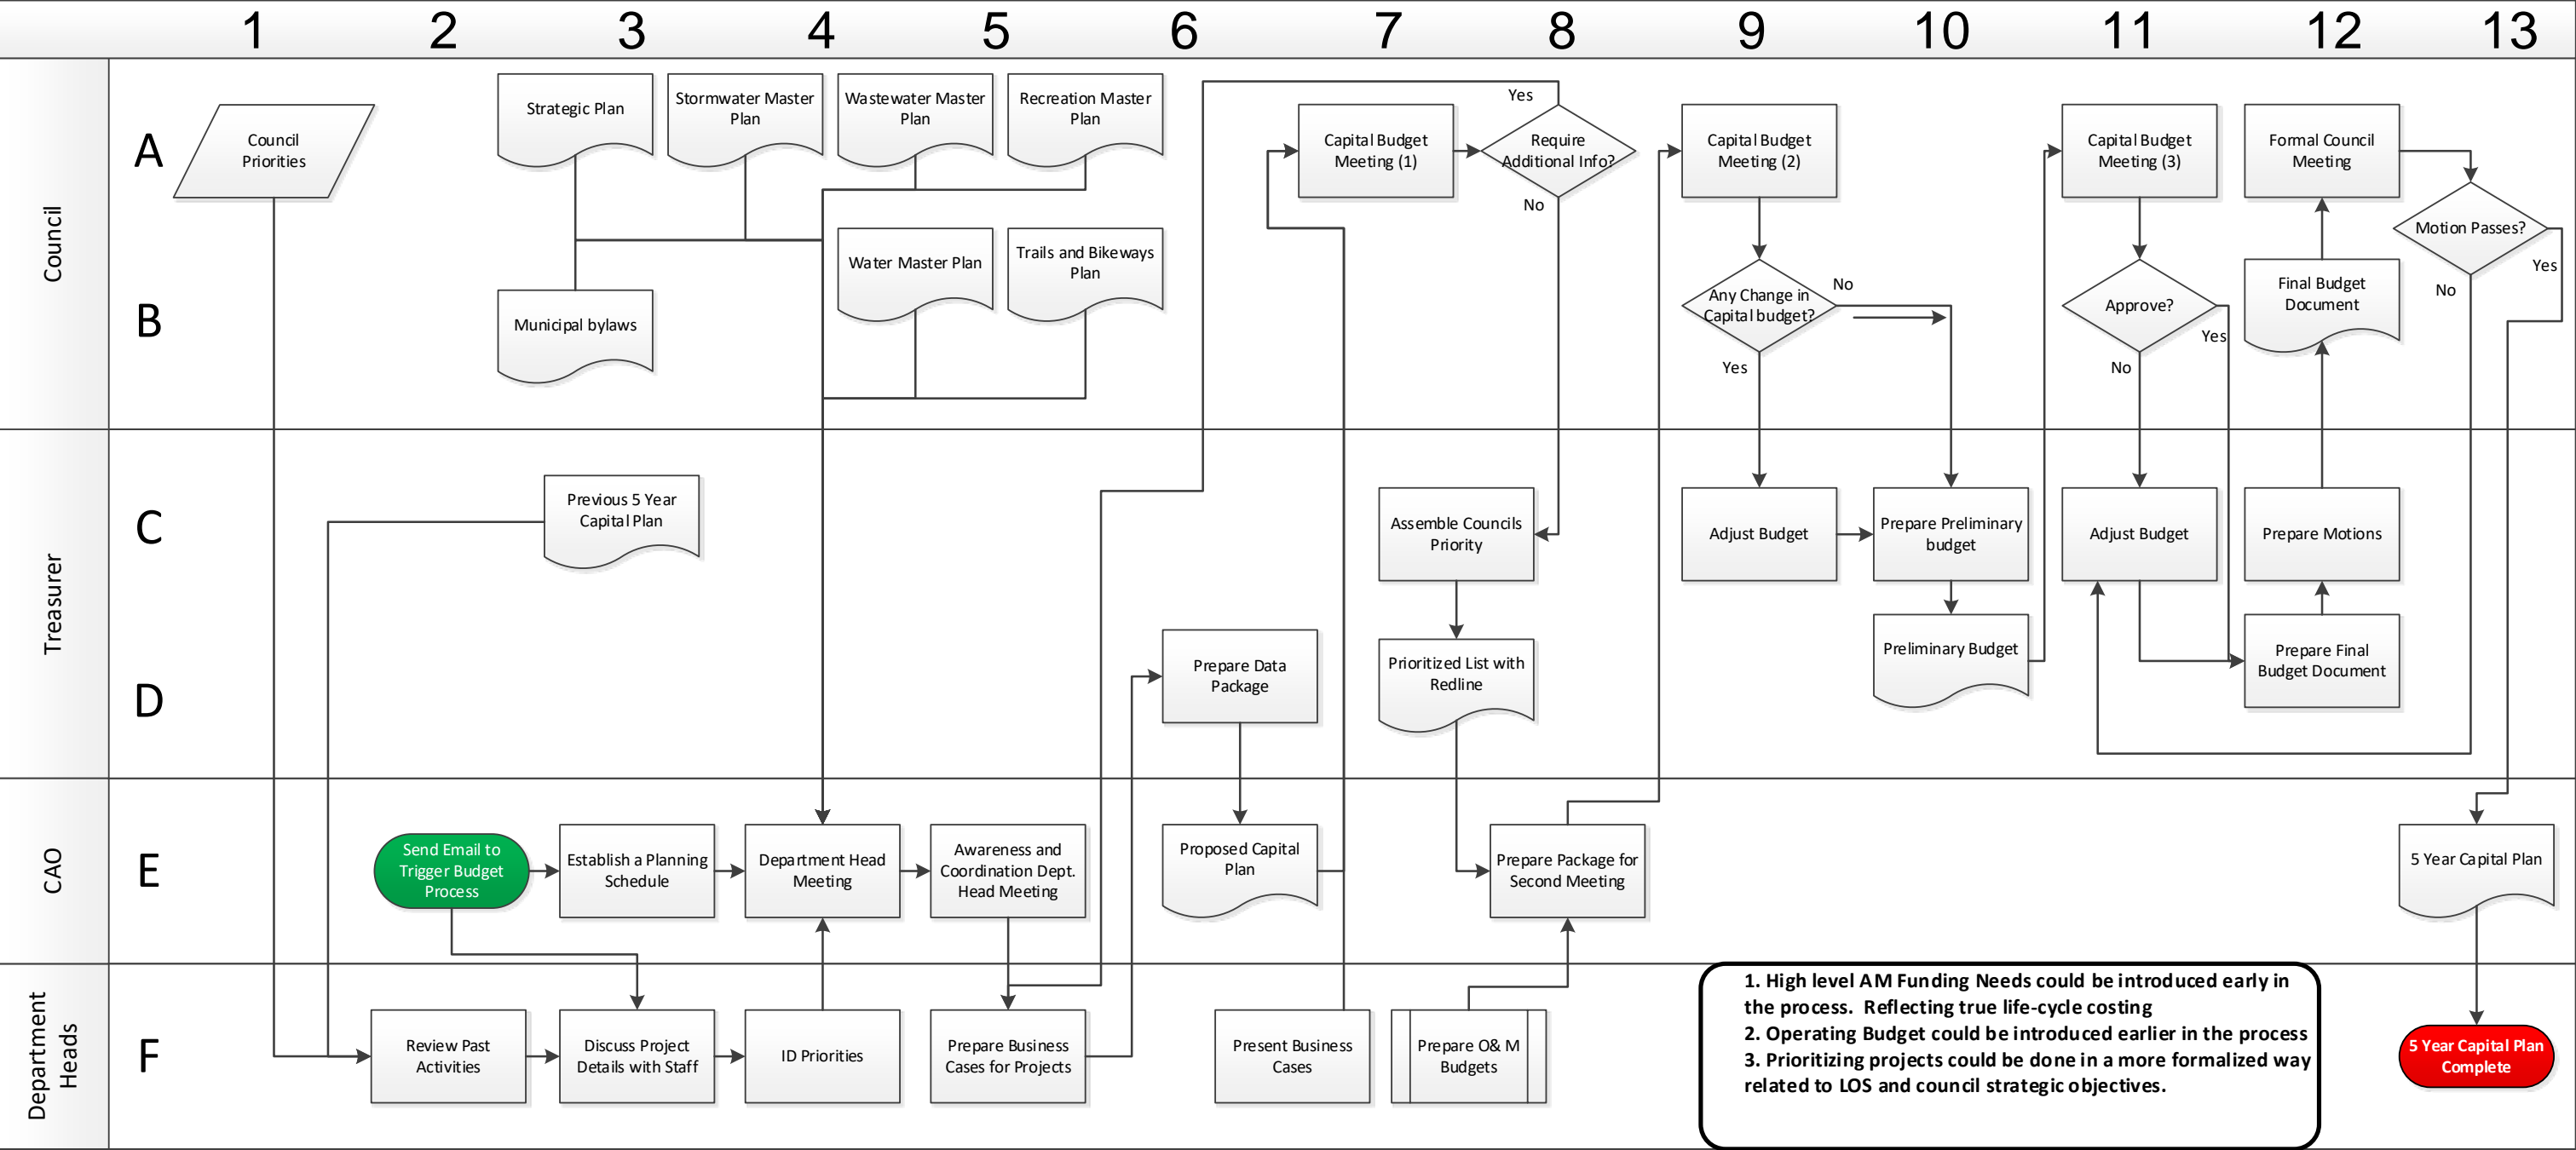 1 2 3 4 5 6 7 8 9 10 11 12 13
Council
A
B
Council
Priorities
Strategic Plan
Stormwater Master
Plan
Wastewater Master
Plan
Recreation Master
Plan
Municipal bylaws
Water Master Plan
Trails and Bikeways
Plan
Capital Budget
Meeting (1)
Require
Additional Info?
Yes
No
Capital Budget
Meeting (2)
Any Change in
Capital budget?
No
Yes
Capital Budget
Meeting (3)
Approve?
Yes
No
Formal Council
Meeting
Final Budget
Document
Motion Passes?
Yes
No
Treasurer
C
D
Previous 5 Year
Capital Plan
Prepare Data
Package
Assemble Councils
Priority
Prioritized List with
Redline
Adjust Budget
Prepare Preliminary
budget
Preliminary Budget
Adjust Budget
Prepare Motions
Prepare Final
Budget Document
CAO
E
Send Email to
Trigger Budget
Process
Establish a Planning
Schedule
Department Head
Meeting
Awareness and
Coordination Dept.
Head Meeting
Proposed Capital
Plan
Prepare Package for
Second Meeting
5 Year Capital Plan
Department
Heads
F
Review Past
Activities
Discuss Project
Details with Staff
ID Priorities
Prepare Business
Cases for Projects
Present Business
Cases
Prepare O& M
Budgets
1. High level AM Funding Needs could be introduced early in
the process. Reflecting true life-cycle costing
2. Operating Budget could be introduced earlier in the process
3. Prioritizing projects could be done in a more formalized way
related to LOS and council strategic objectives.
5 Year Capital Plan
Complete